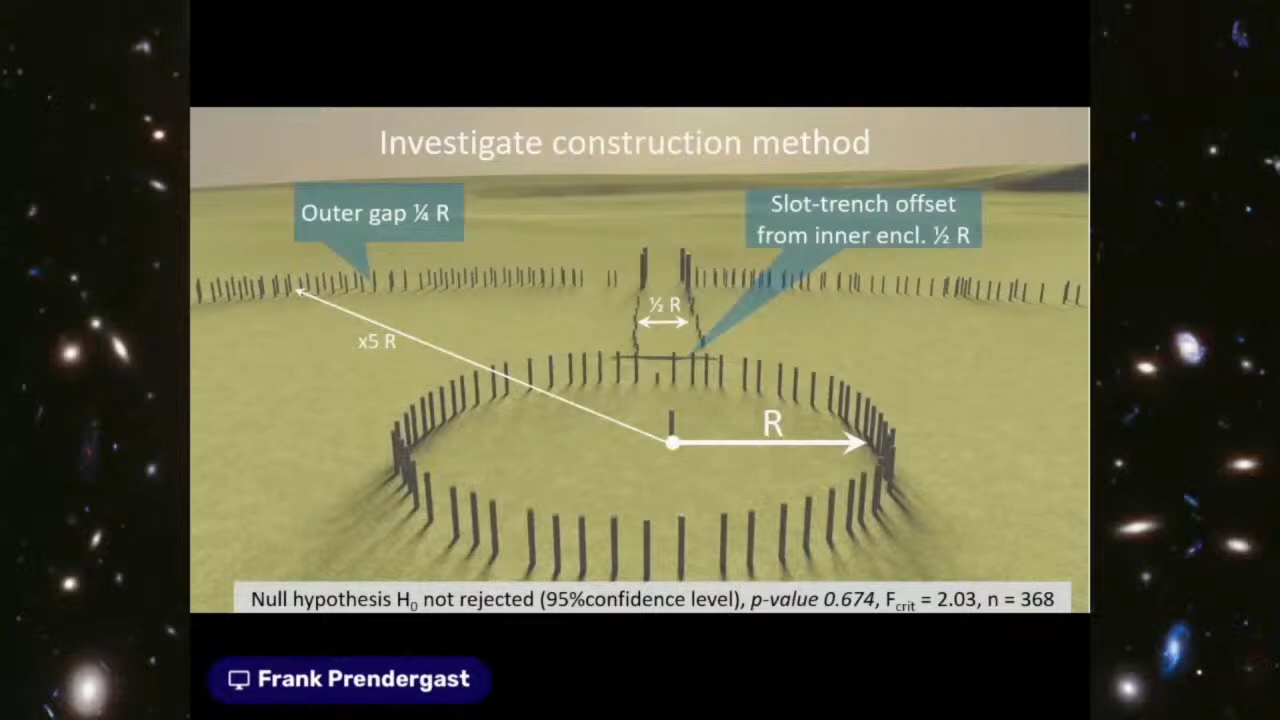 Investigate construction method
Outer gap ¼ R
Slot-trench offset
from inner encl. ½ R
½ R
x5 R
R
Null hypothesis H₀ not rejected (95%confidence level), p-value 0.674, Fcrit = 2.03, n = 368
Frank Prendergast